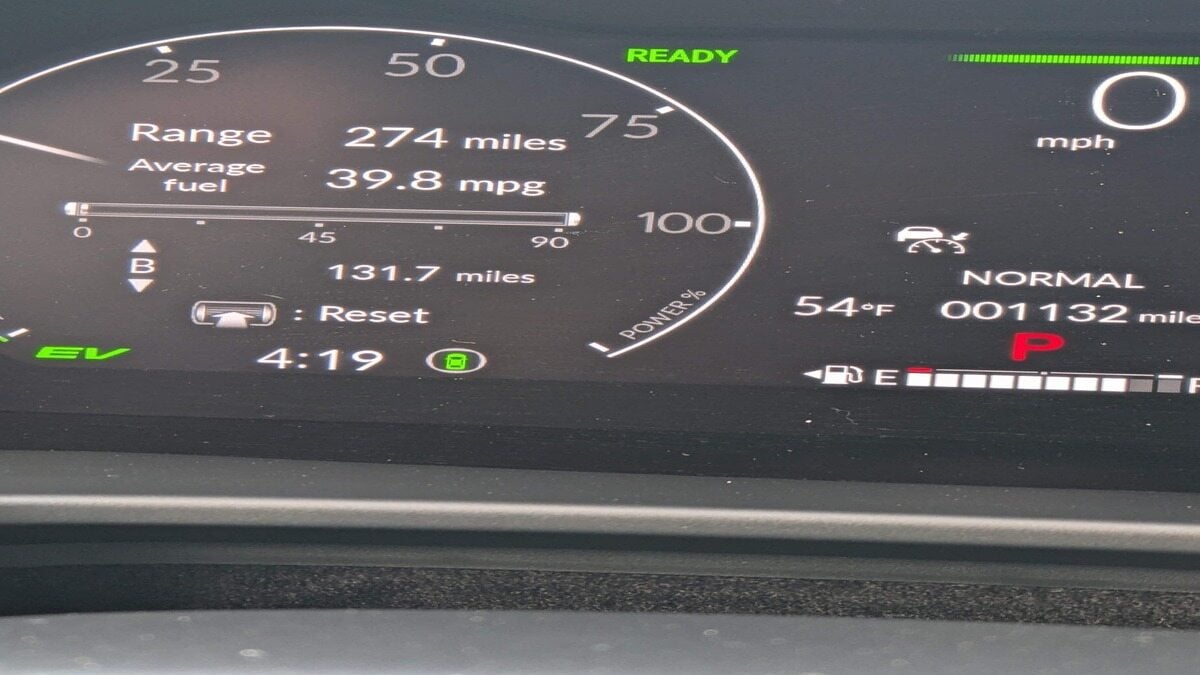 25 50 75 100
READY
0
mph
Range 274 miles
Average fuel 39.8 mpg
0 45 90
B 131.7 miles
: Reset
POWER %
EV 4:19
NORMAL
54°F 001132 mile
P
E F